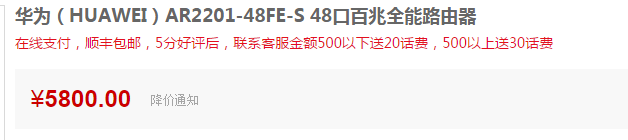 华为（HUAWEI）AR2201-48FE-S 48口百兆全能路由器
在线支付，顺丰包邮，5分好评后，联系客服金额500以下送20话费，500以上送30话费
¥5800.00 降价通知